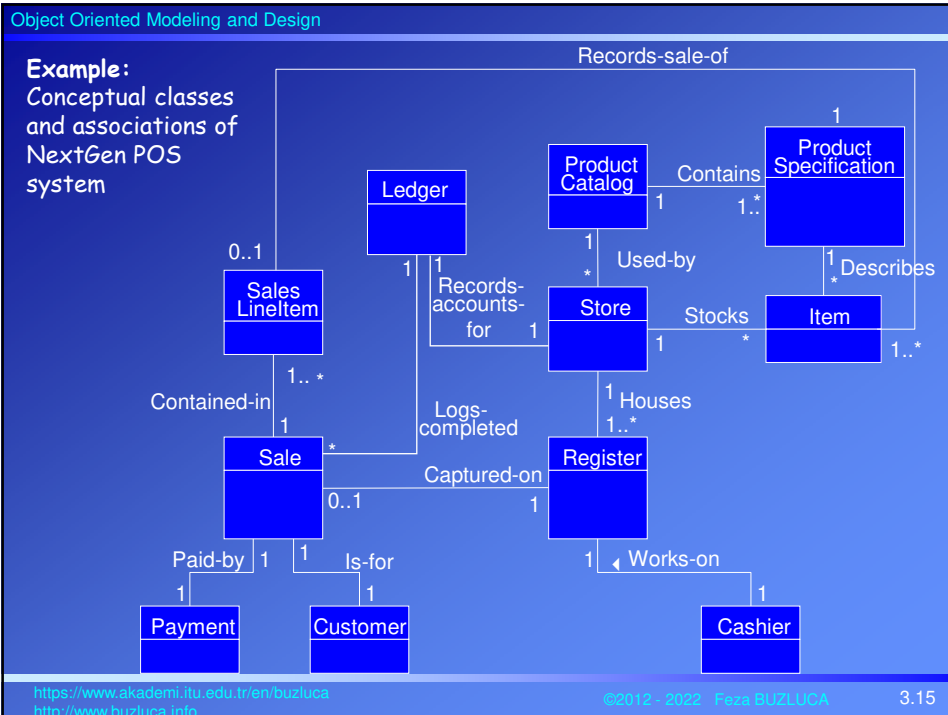 Object Oriented Modeling and Design
Example:
Conceptual classes
and associations of
NextGen POS
system
Records-sale-of
1
Product
Specification
Product
Catalog
Contains
1
1..*
Ledger
0..1
1
1
1
*
Used-by
1
*
Describes
Sales
LineItem
Records-
accounts-
for
1
Store
Stocks
1
*
Item
1..*
1.. *
Contained-in
1
Logs-
completed
1
Houses
1..*
Sale
*
Captured-on
0..1
1
Register
Paid-by
1
1
Is-for
1
Works-on
1
1
1
Payment
Customer
Cashier
https://www.akademi.itu.edu.tr/en/buzluca
http://www.buzluca.info
©2012 - 2022 Feza BUZLUCA
3.15